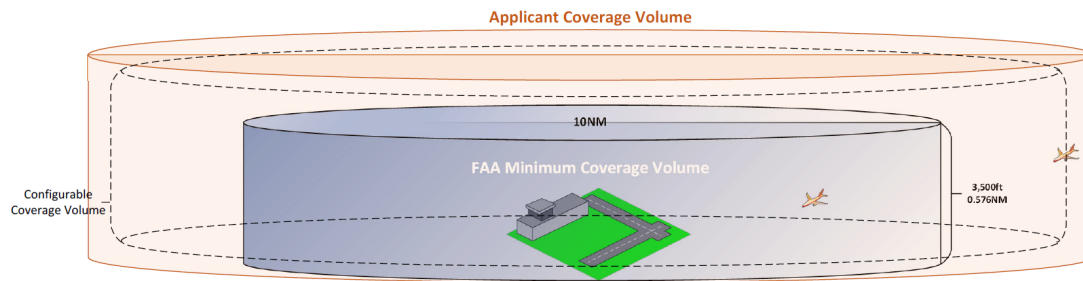 Applicant Coverage Volume
10NM
FAA Minimum Coverage Volume
Configurable
Coverage Volume
3,500ft
0.576NM